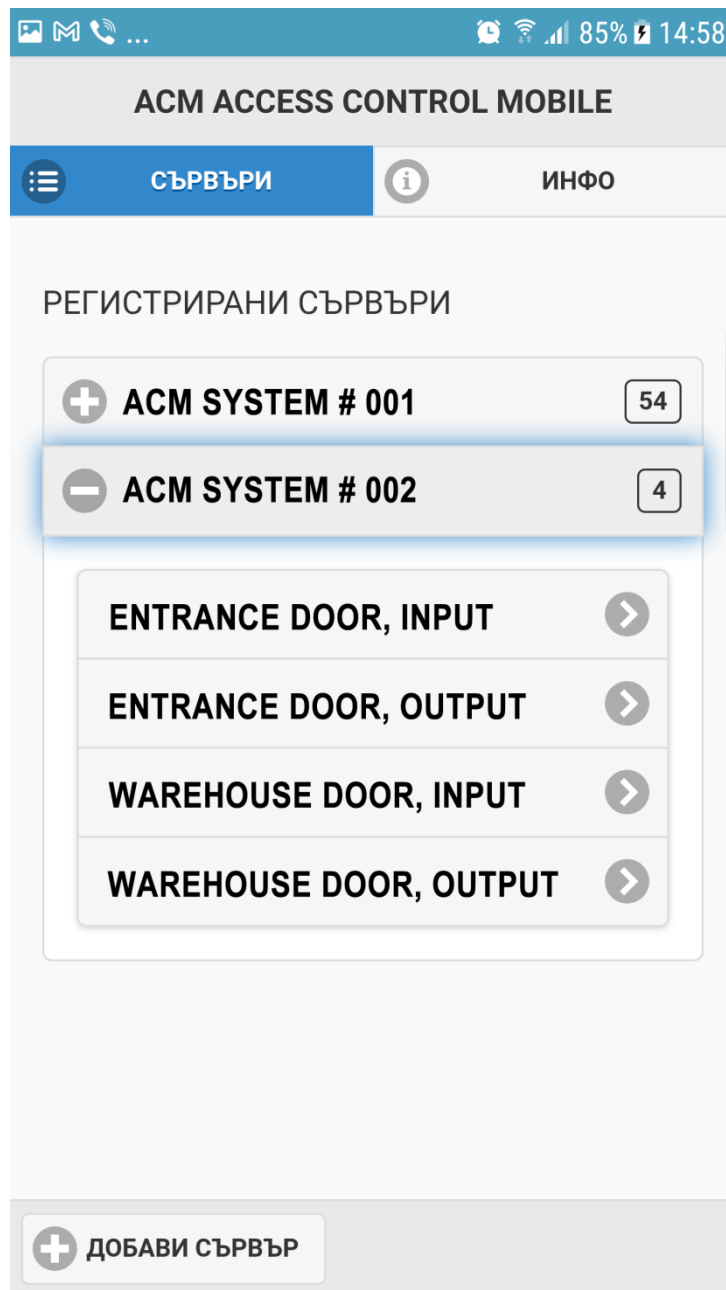 ... 85% 14:58
ACM ACCESS CONTROL MOBILE
СЪРВЪРИ ИНФО
РЕГИСТРИРАНИ СЪРВЪРИ
ACM SYSTEM # 001 54
ACM SYSTEM # 002 4
ENTRANCE DOOR, INPUT
ENTRANCE DOOR, OUTPUT
WAREHOUSE DOOR, INPUT
WAREHOUSE DOOR, OUTPUT
ДОБАВИ СЪРВЪР